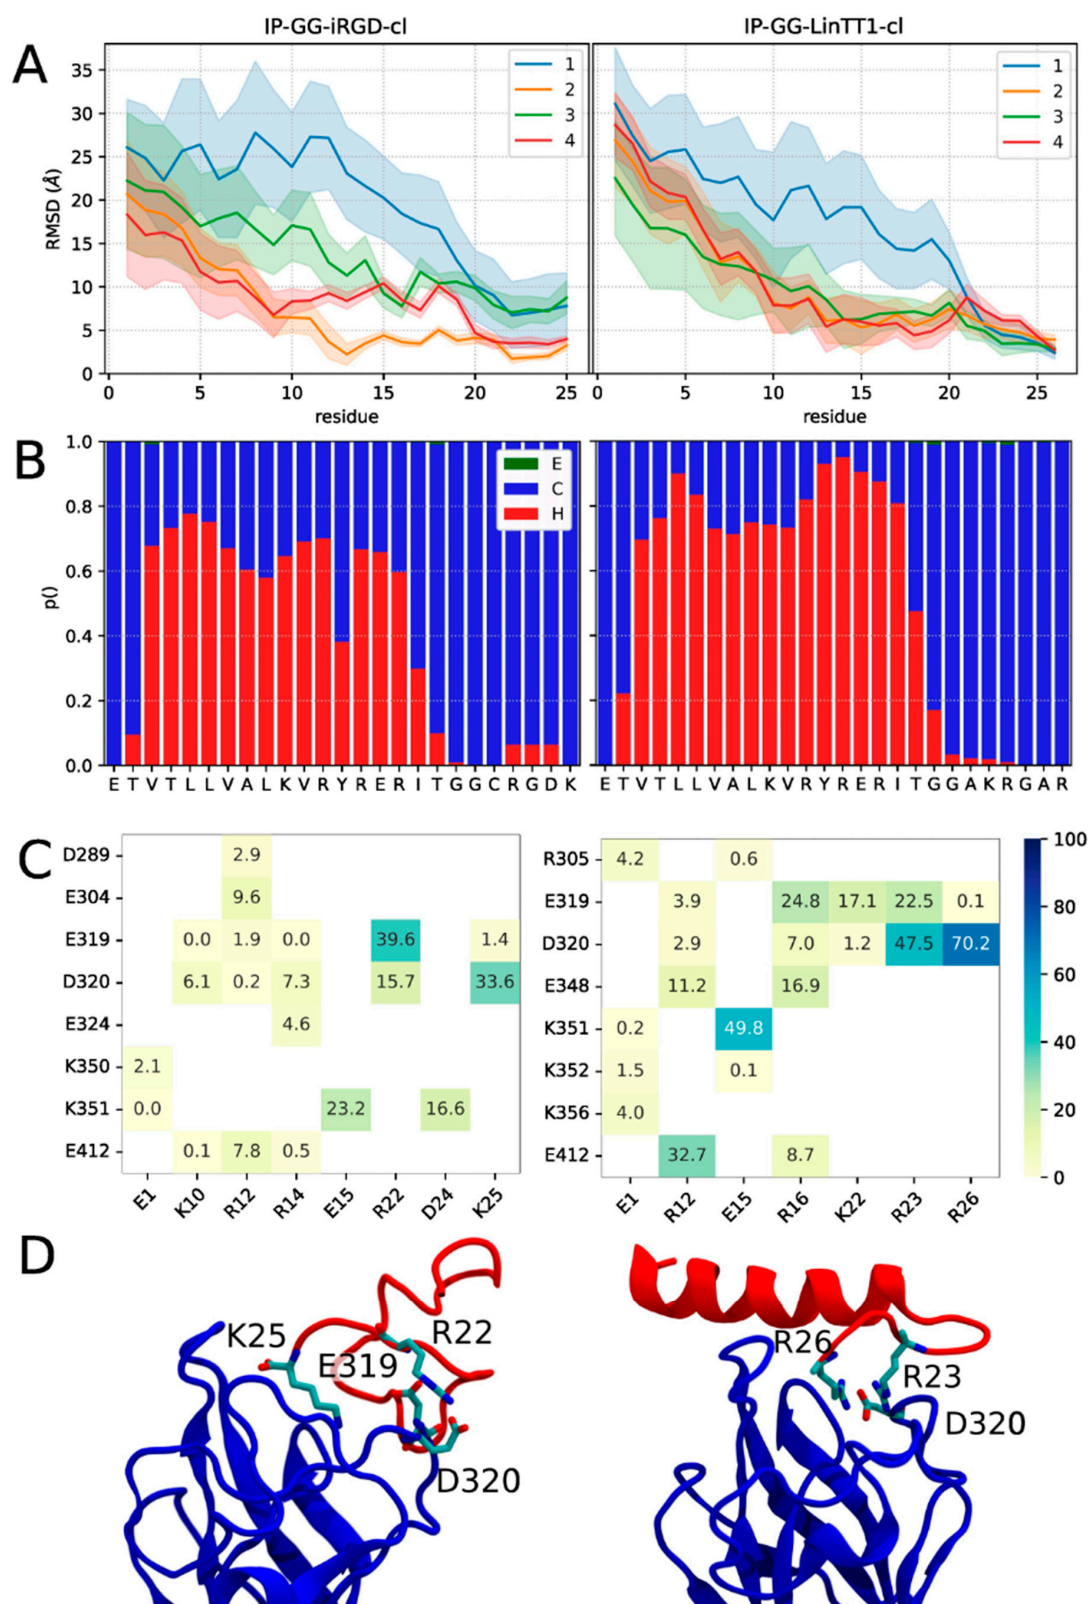 IP-GG-iRGD-cl
IP-GG-LinTT1-cl
A
35
30
25
20
15
10
5
0
RMSD (Å)
1
2
3
4
1
2
3
4
0 5 10 15 20 25
residue
0 5 10 15 20 25
residue
B
1.0
0.8
0.6
0.4
0.2
0.0
p()
E
C
H
E T V T L L V A L K V R Y R E R I T G G C R G D K
E T V T L L V A L K V R Y R E R I T G G A K R G A R
C
D289 2.9
E304 9.6
E319 0.0 1.9 0.0 39.6 1.4
D320 6.1 0.2 7.3 15.7 33.6
E324 4.6
K350 2.1
K351 0.0 23.2 16.6
E412 0.1 7.8 0.5
E1 K10 R12 R14 E15 R22 D24 K25
R305 4.2 0.6
E319 3.9 24.8 17.1 22.5 0.1
D320 2.9 7.0 1.2 47.5 70.2
E348 11.2 16.9
K351 0.2 49.8
K352 1.5 0.1
K356 4.0
E412 32.7 8.7
E1 R12 E15 R16 K22 R23 R26
100
80
60
40
20
0
D
K25
R22
E319
D320
R26
R23
D320